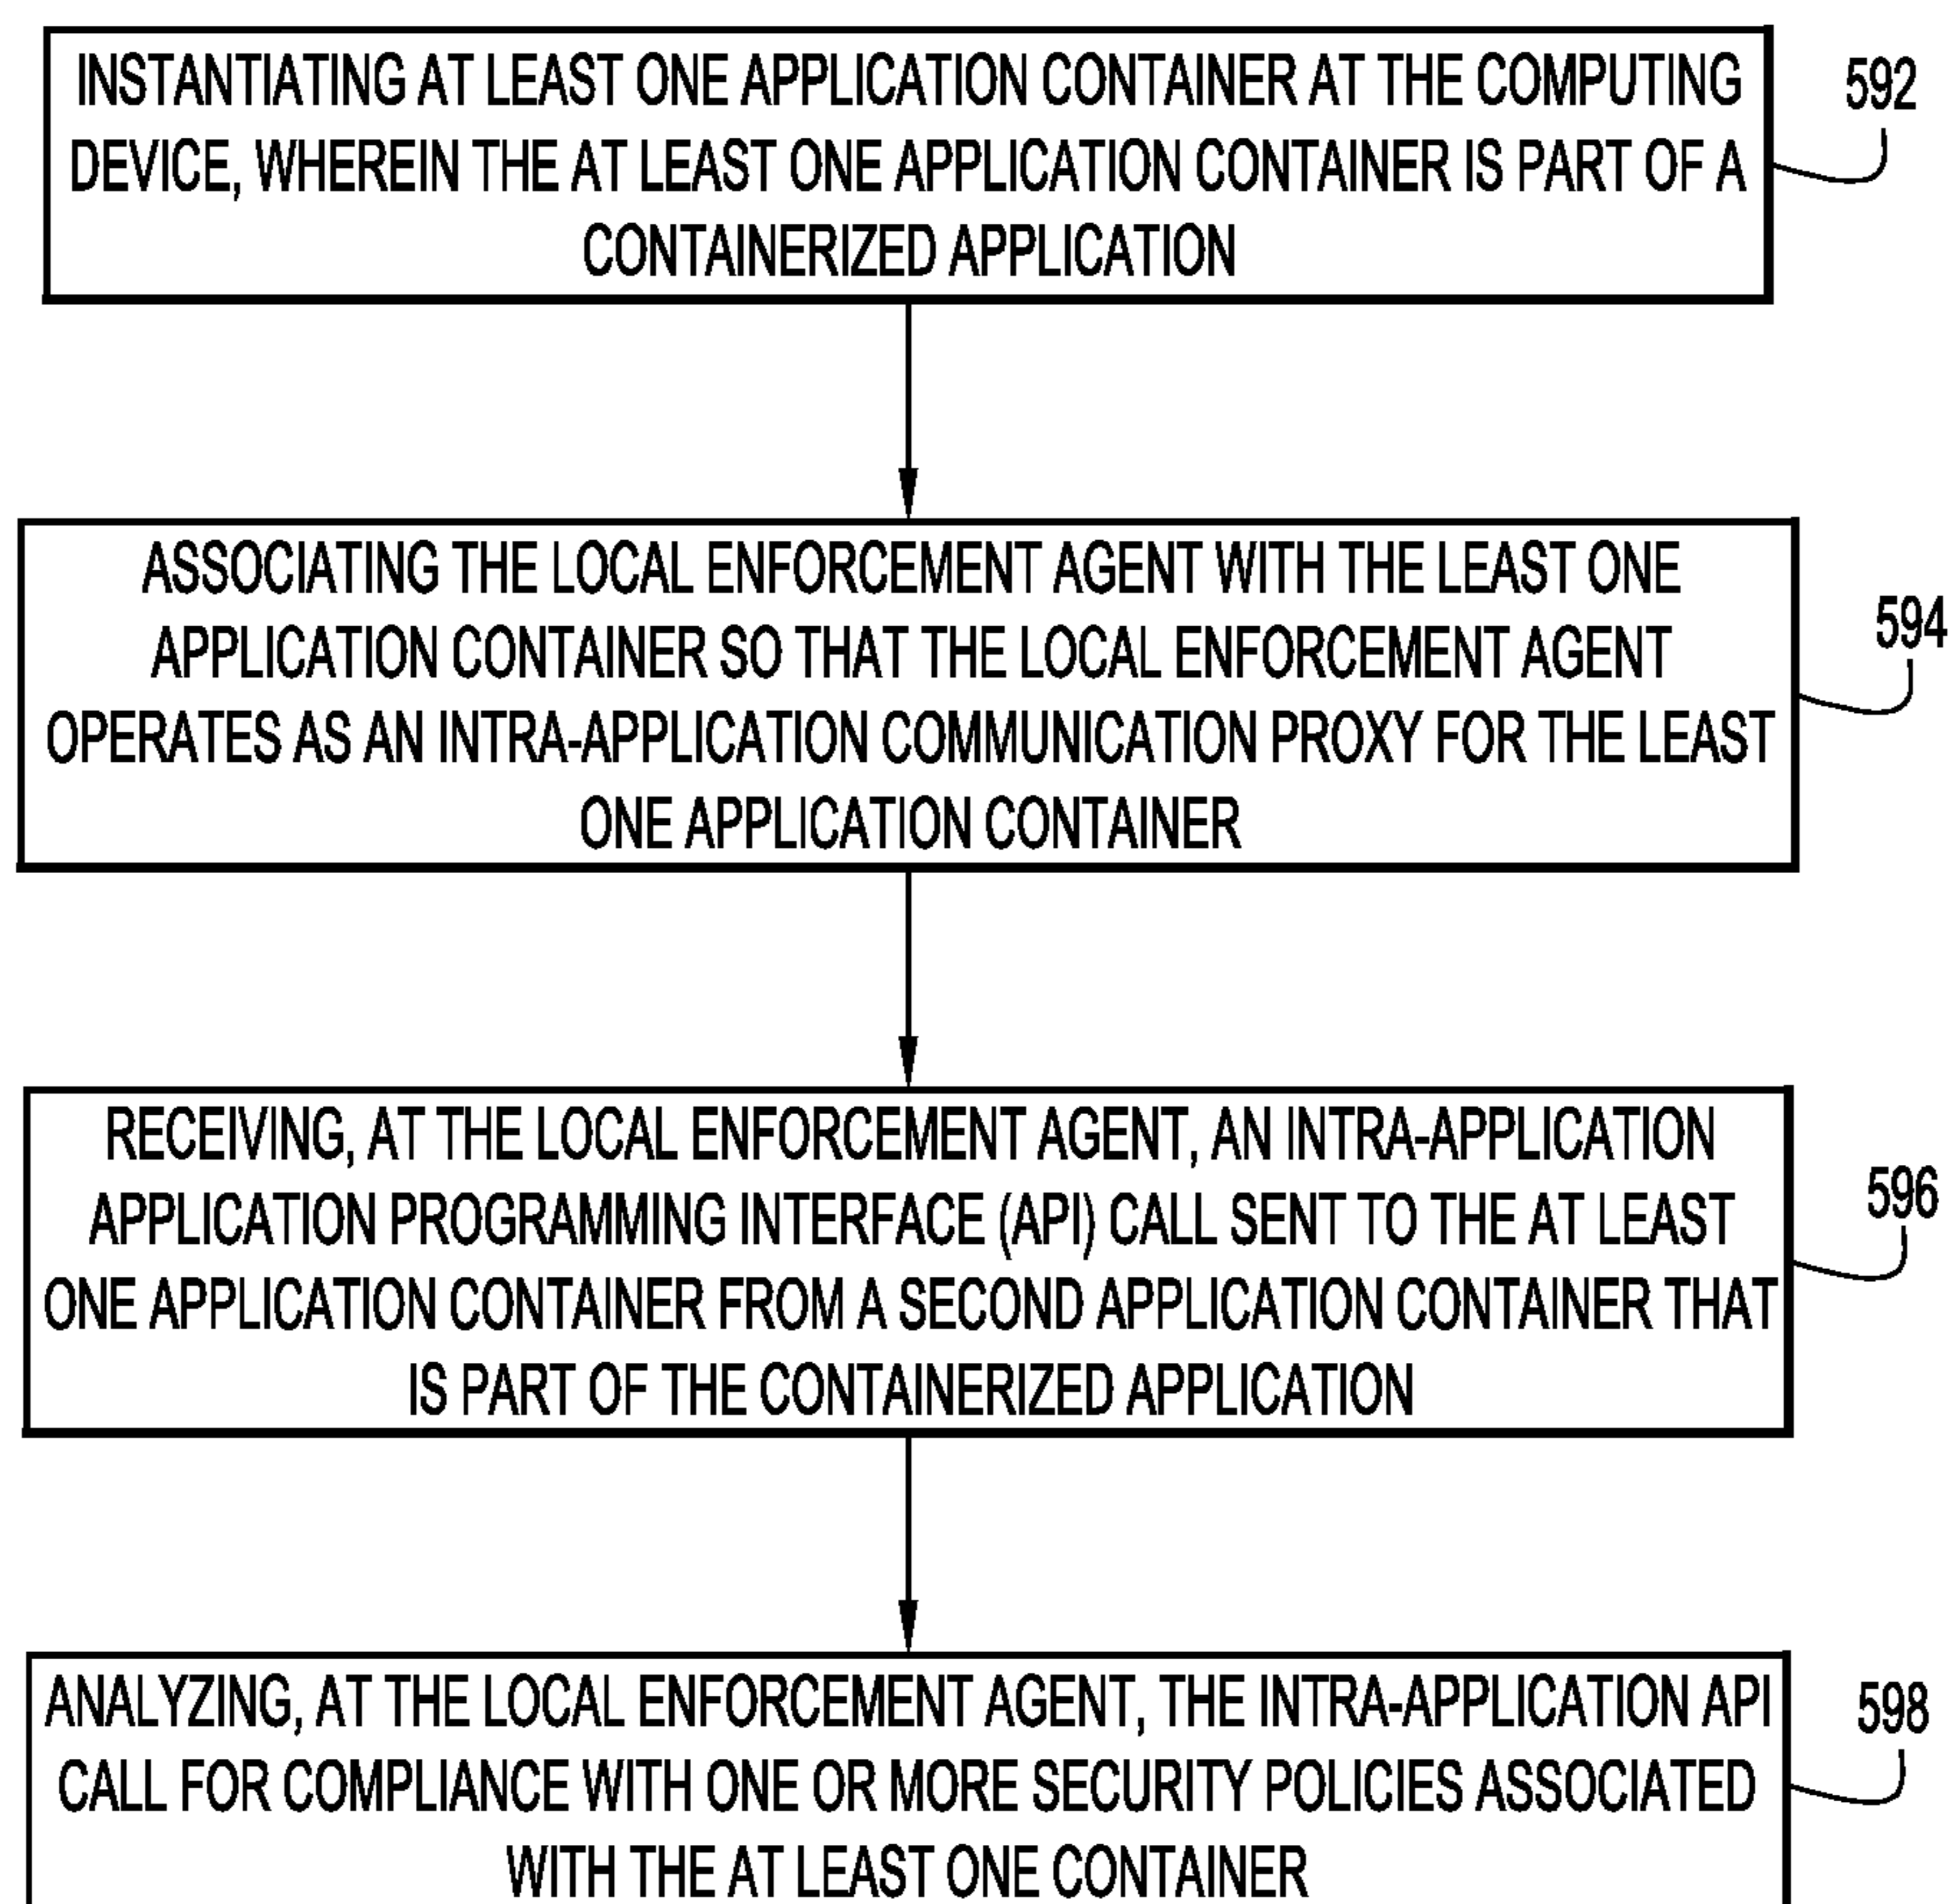 INSTANTIATING AT LEAST ONE APPLICATION CONTAINER AT THE COMPUTING
DEVICE, WHEREIN THE AT LEAST ONE APPLICATION CONTAINER IS PART OF A
CONTAINERIZED APPLICATION
592
ASSOCIATING THE LOCAL ENFORCEMENT AGENT WITH THE LEAST ONE
APPLICATION CONTAINER SO THAT THE LOCAL ENFORCEMENT AGENT
OPERATES AS AN INTRA-APPLICATION COMMUNICATION PROXY FOR THE LEAST
ONE APPLICATION CONTAINER
594
RECEIVING, AT THE LOCAL ENFORCEMENT AGENT, AN INTRA-APPLICATION
APPLICATION PROGRAMMING INTERFACE (API) CALL SENT TO THE AT LEAST
ONE APPLICATION CONTAINER FROM A SECOND APPLICATION CONTAINER THAT
IS PART OF THE CONTAINERIZED APPLICATION
596
ANALYZING, AT THE LOCAL ENFORCEMENT AGENT, THE INTRA-APPLICATION API
CALL FOR COMPLIANCE WITH ONE OR MORE SECURITY POLICIES ASSOCIATED
WITH THE AT LEAST ONE CONTAINER
598